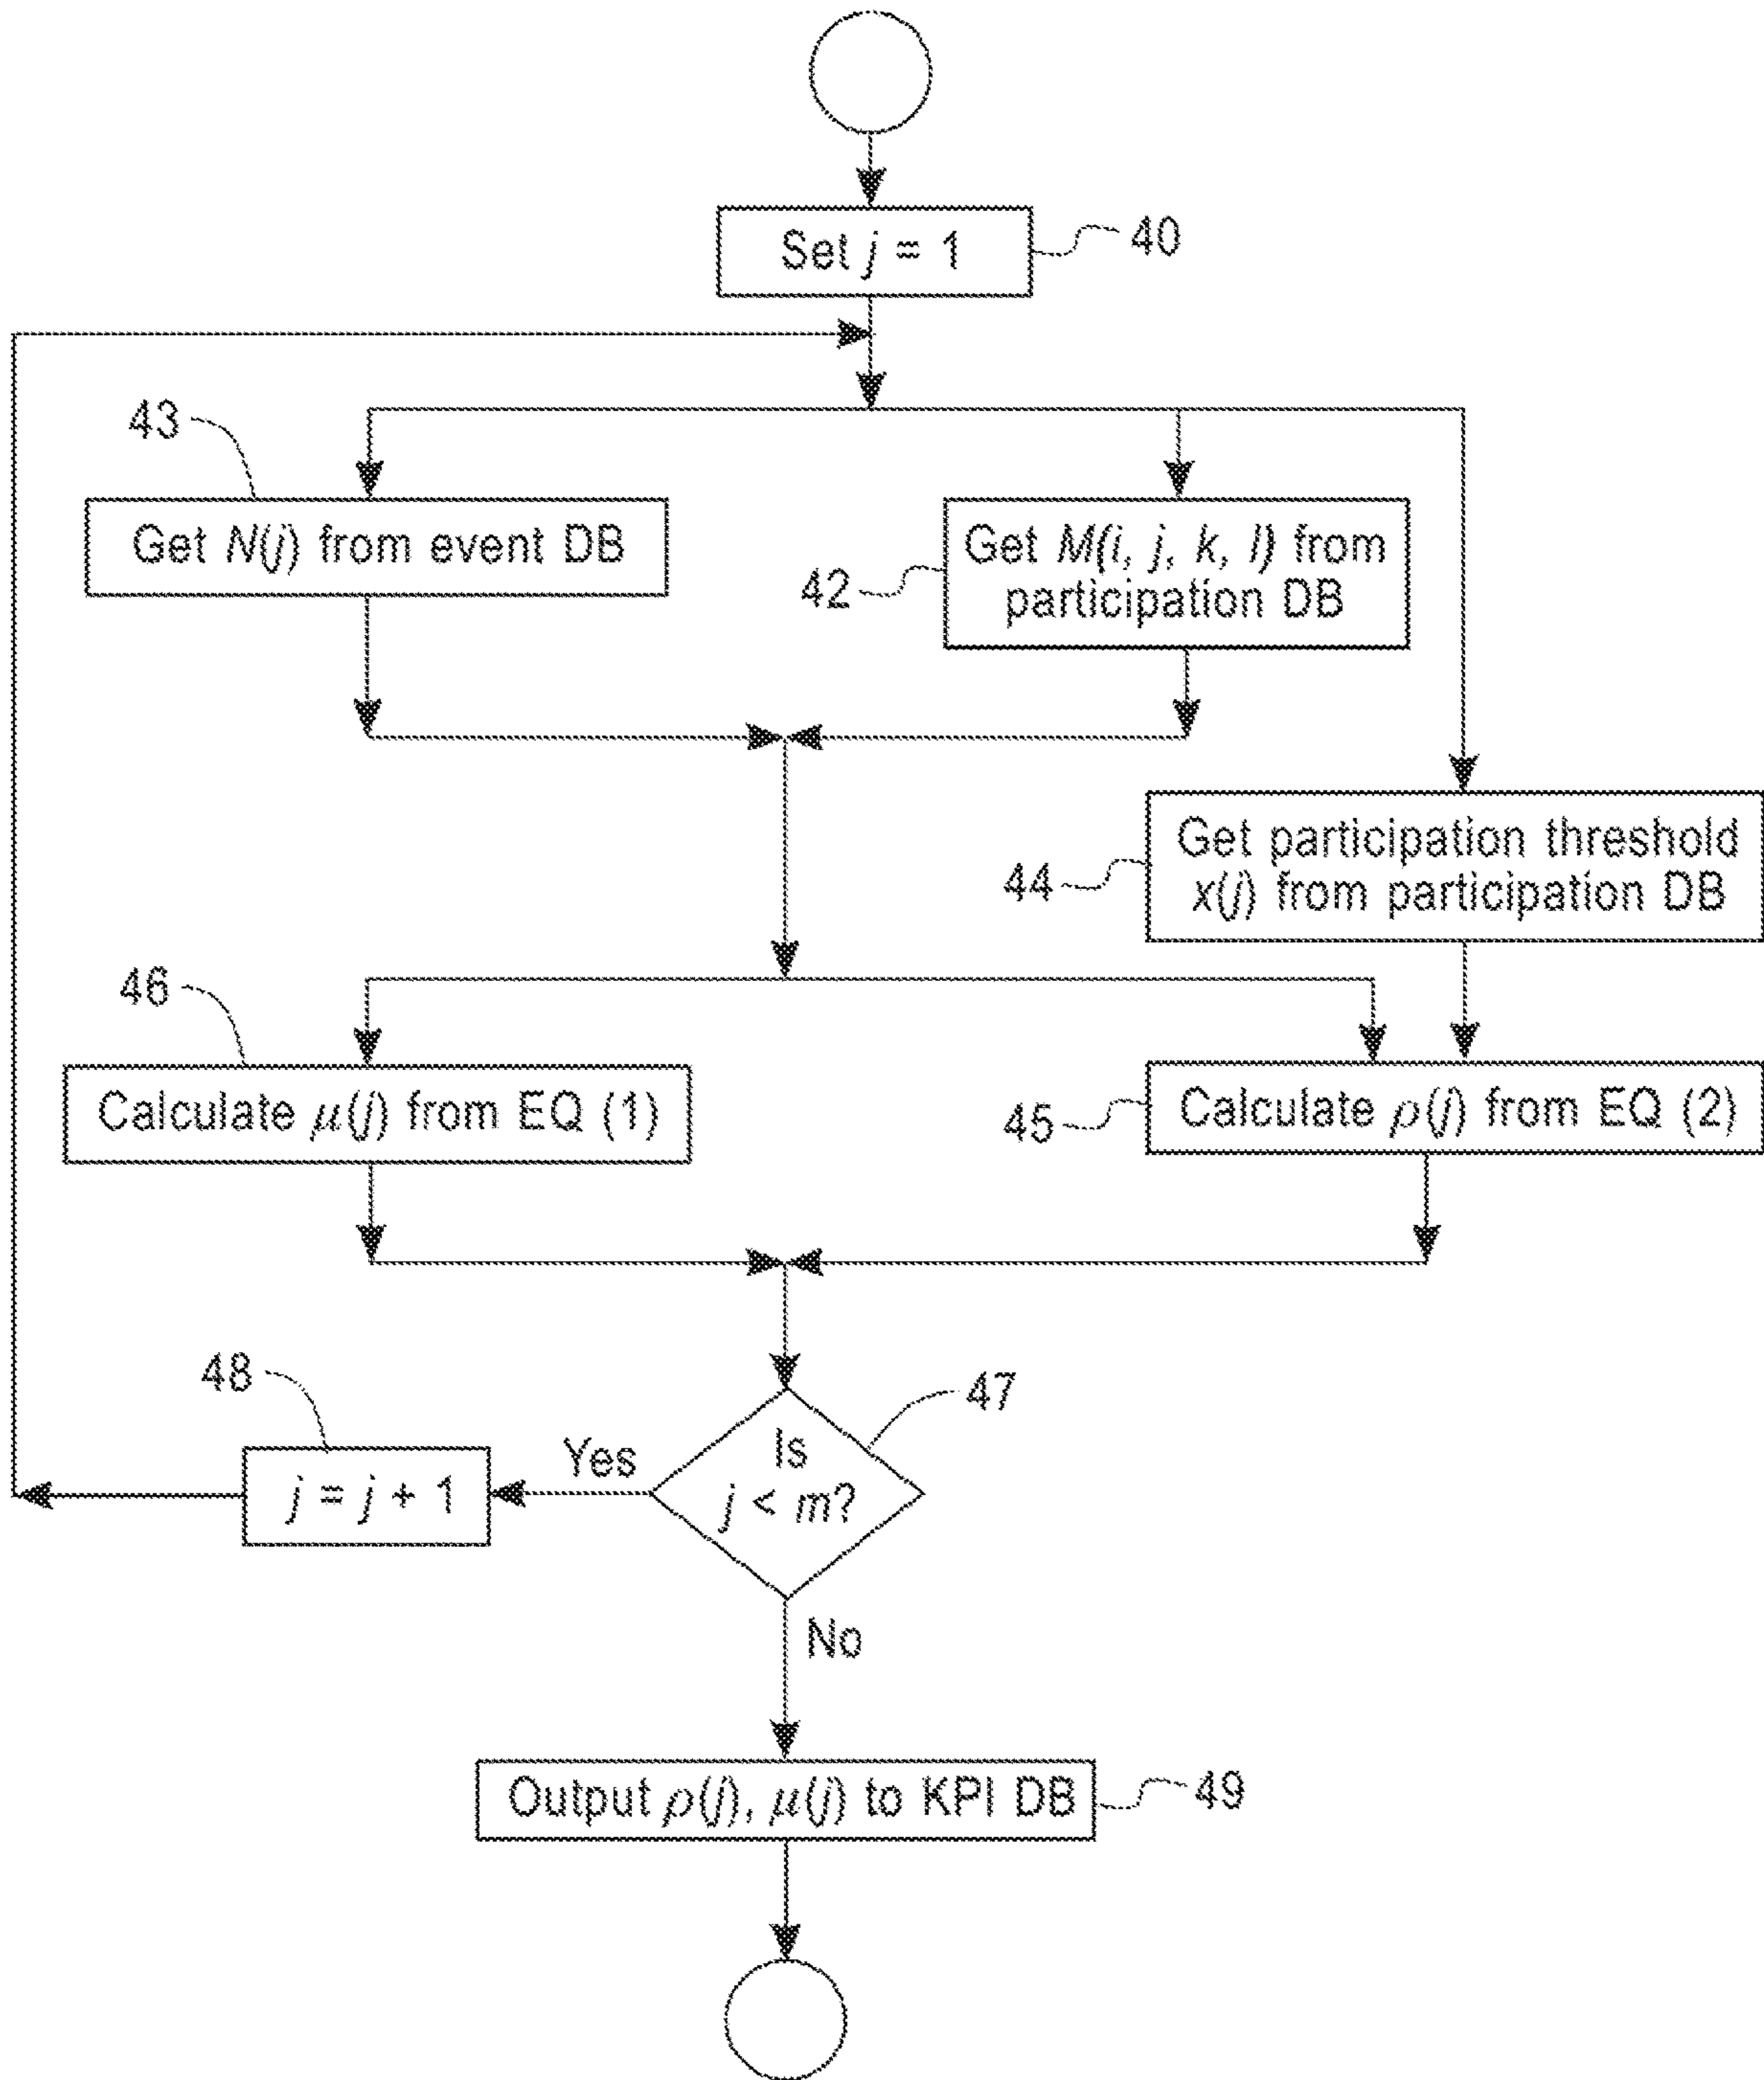 Set j = 1
40
43
Get N(j) from event DB
Get M(i, j, k, l) from
participation DB
42
Get participation threshold
x(j) from participation DB
44
46
Calculate μ(j) from EQ (1)
Calculate ρ(j) from EQ (2)
45
48
j = j + 1
Yes
Is
j < m?
47
No
Output ρ(j), μ(j) to KPI DB
49